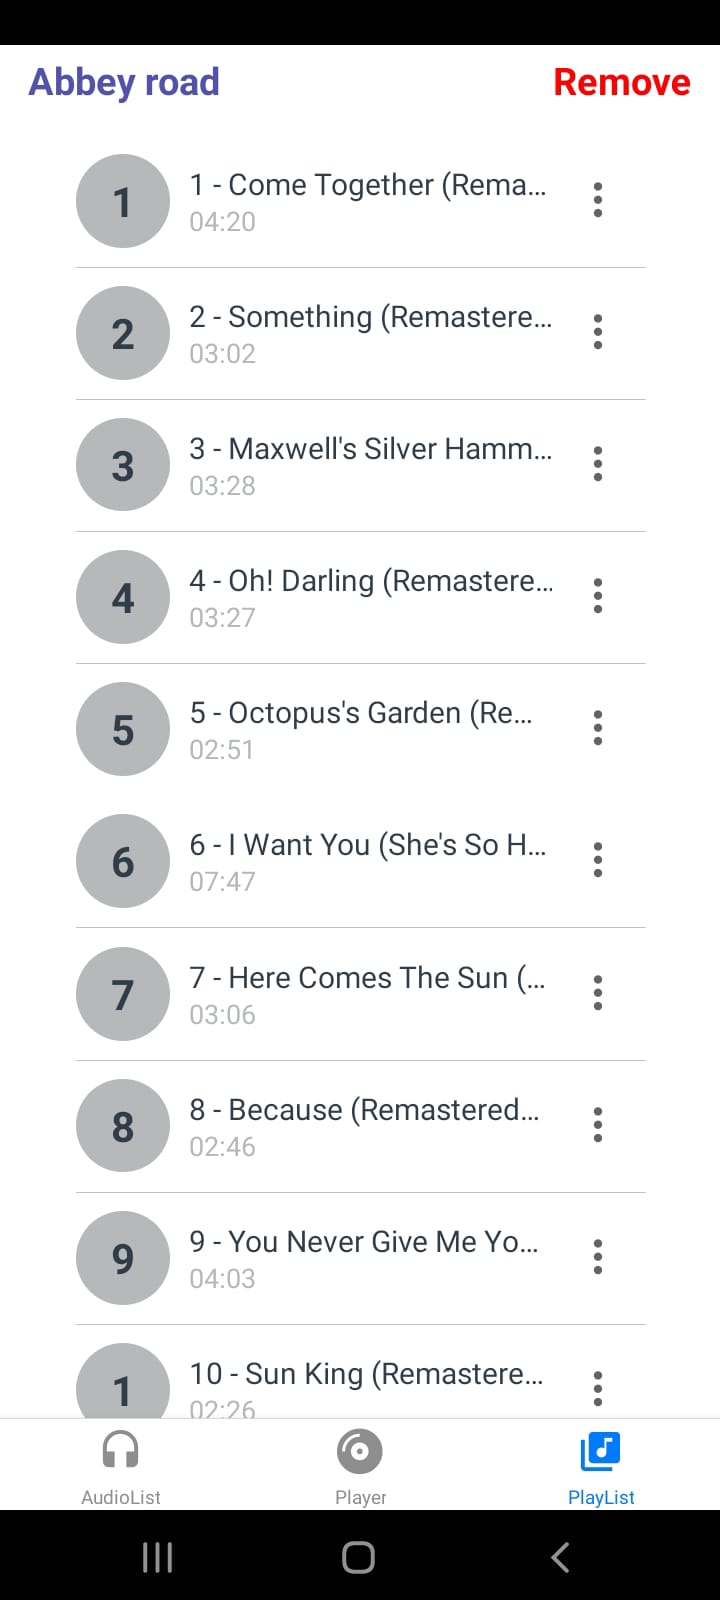 Abbey road Remove
1 1 - Come Together (Rema...
04:20
2 2 - Something (Remastere...
03:02
3 3 - Maxwell's Silver Hamm...
03:28
4 4 - Oh! Darling (Remastere...
03:27
5 5 - Octopus's Garden (Re...
02:51
6 6 - I Want You (She's So H...
07:47
7 7 - Here Comes The Sun (...
03:06
8 8 - Because (Remastered...
02:46
9 9 - You Never Give Me Yo...
04:03
1 10 - Sun King (Remastere...
02:26
AudioList Player PlayList